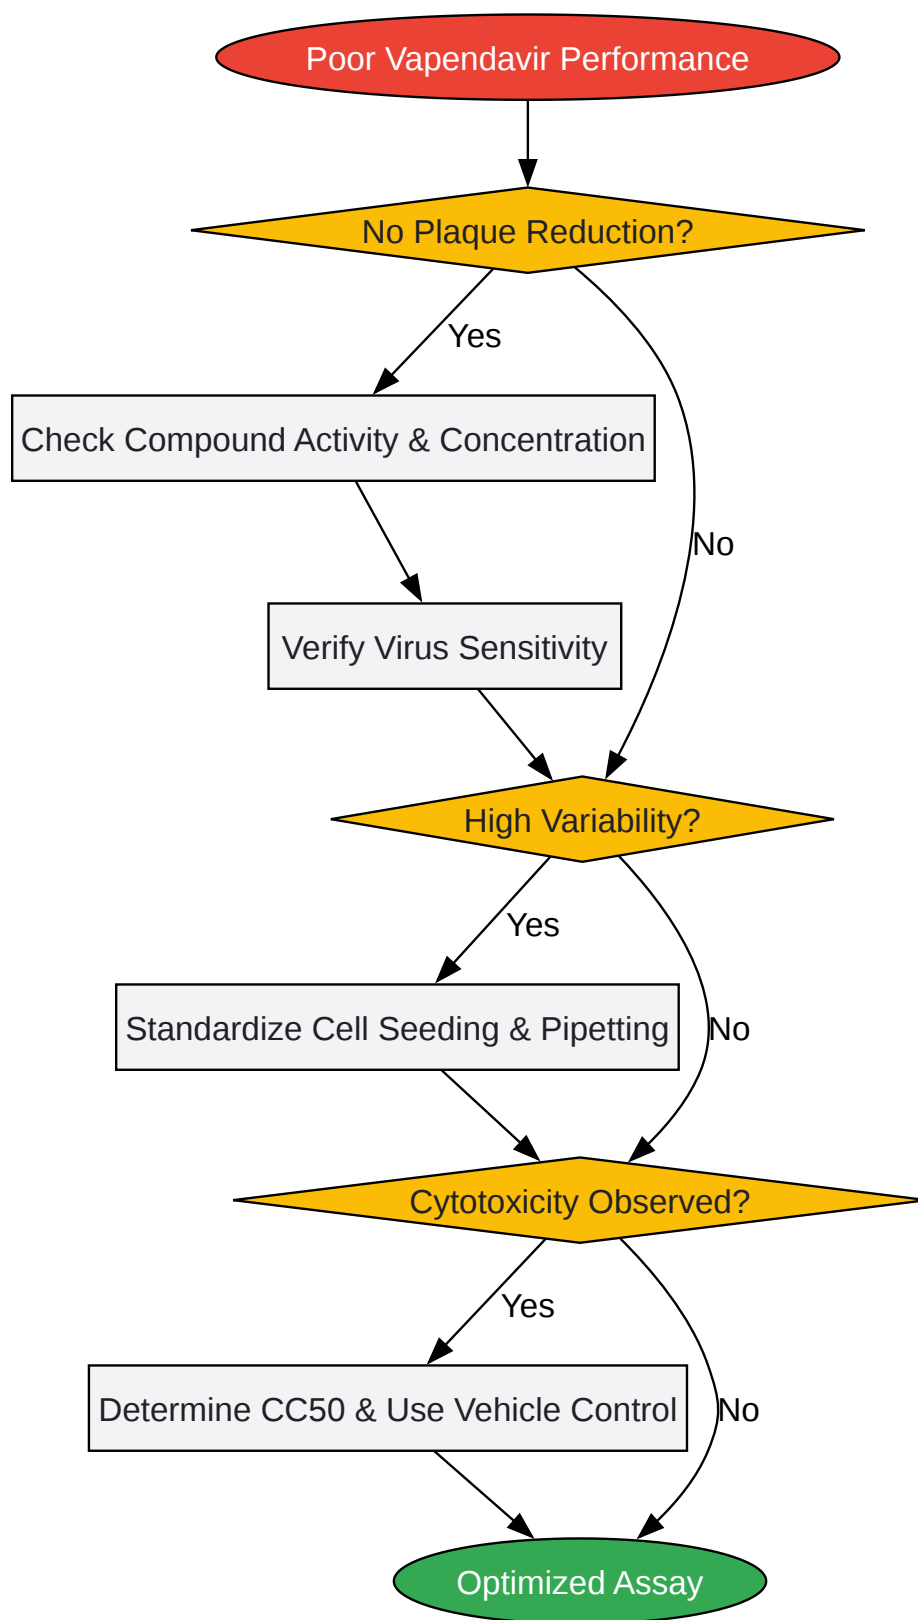 Poor Vapendavir Performance
No Plaque Reduction?
Yes
Check Compound Activity & Concentration
No
Verify Virus Sensitivity
High Variability?
Yes
Standardize Cell Seeding & Pipetting
No
Cytotoxicity Observed?
Yes
Determine CC50 & Use Vehicle Control
No
Optimized Assay